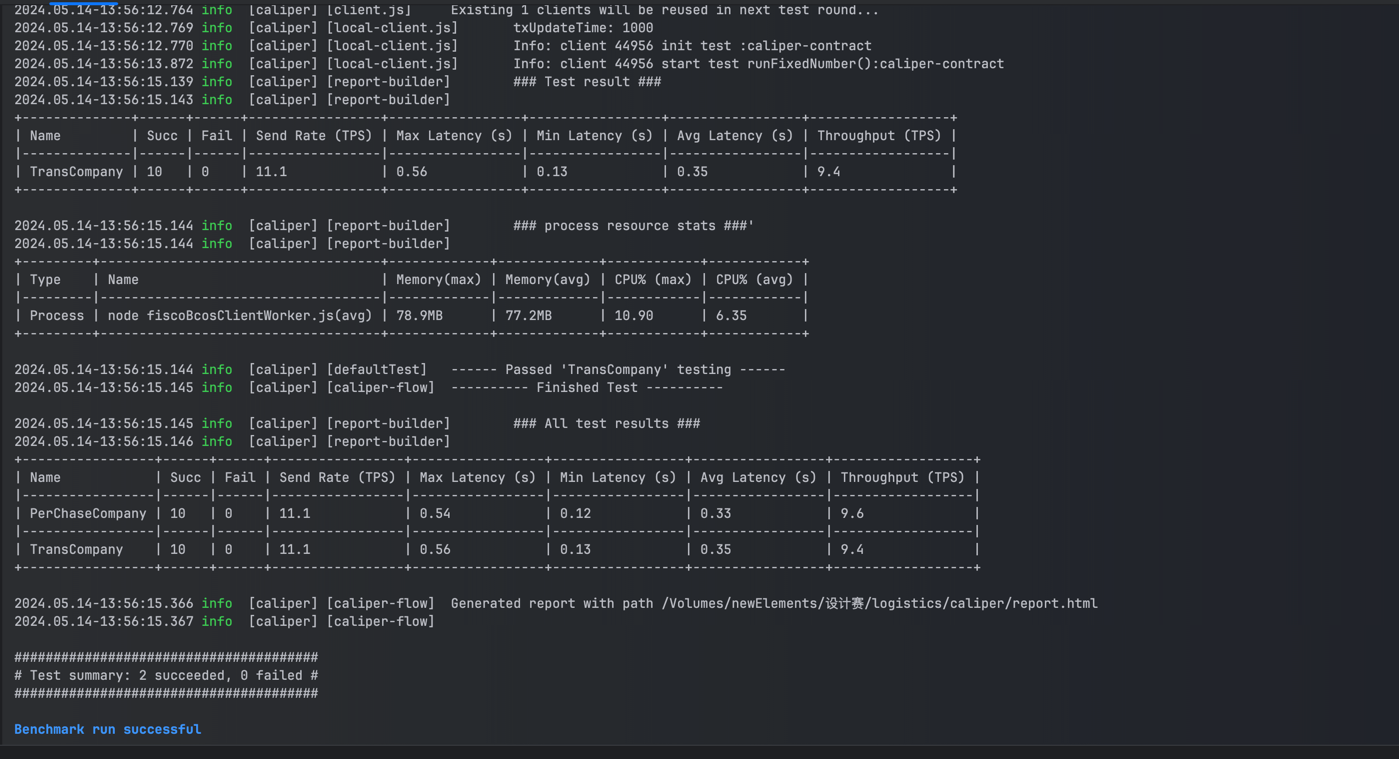 2024.05.14-13:56:12.764 info  [caliper] [client.js]     Existing 1 clients will be reused in next test round...
2024.05.14-13:56:12.769 info  [caliper] [local-client.js]       txUpdateTime: 1000
2024.05.14-13:56:12.770 info  [caliper] [local-client.js]       Info: client 44956 init test :caliper-contract
2024.05.14-13:56:13.872 info  [caliper] [local-client.js]       Info: client 44956 start test runFixedNumber():caliper-contract
2024.05.14-13:56:15.139 info  [caliper] [report-builder]        ### Test result ###
2024.05.14-13:56:15.143 info  [caliper] [report-builder]
+--------------+------+------+-----------------+-----------------+-----------------+-----------------+------------------+
| Name         | Succ | Fail | Send Rate (TPS) | Max Latency (s) | Min Latency (s) | Avg Latency (s) | Throughput (TPS) |
|--------------|------|------|-----------------|-----------------|-----------------|-----------------|------------------|
| TransCompany | 10   | 0    | 11.1            | 0.56            | 0.13            | 0.35            | 9.4              |
+--------------+------+------+-----------------+-----------------+-----------------+-----------------+------------------+
2024.05.14-13:56:15.144 info  [caliper] [report-builder]        ### process resource stats ###'
2024.05.14-13:56:15.144 info  [caliper] [report-builder]
+---------+------------------------------------+-------------+-------------+------------+------------+
| Type    | Name                               | Memory(max) | Memory(avg) | CPU% (max) | CPU% (avg) |
|---------|------------------------------------|-------------|-------------|------------|------------|
| Process | node fiscoBcosClientWorker.js(avg) | 78.9MB      | 77.2MB      | 10.90      | 6.35       |
+---------+------------------------------------+-------------+-------------+------------+------------+
2024.05.14-13:56:15.144 info  [caliper] [defaultTest]   ------ Passed 'TransCompany' testing ------
2024.05.14-13:56:15.145 info  [caliper] [caliper-flow]  ---------- Finished Test ----------
2024.05.14-13:56:15.145 info  [caliper] [report-builder]        ### All test results ###
2024.05.14-13:56:15.146 info  [caliper] [report-builder]
+-----------------+------+------+-----------------+-----------------+-----------------+-----------------+------------------+
| Name            | Succ | Fail | Send Rate (TPS) | Max Latency (s) | Min Latency (s) | Avg Latency (s) | Throughput (TPS) |
|-----------------|------|------|-----------------|-----------------|-----------------|-----------------|------------------|
| PerChaseCompany | 10   | 0    | 11.1            | 0.54            | 0.12            | 0.33            | 9.6              |
|-----------------|------|------|-----------------|-----------------|-----------------|-----------------|------------------|
| TransCompany    | 10   | 0    | 11.1            | 0.56            | 0.13            | 0.35            | 9.4              |
+-----------------+------+------+-----------------+-----------------+-----------------+-----------------+------------------+
2024.05.14-13:56:15.366 info  [caliper] [caliper-flow]  Generated report with path /Volumes/newElements/设计赛/logistics/caliper/report.html
2024.05.14-13:56:15.367 info  [caliper] [caliper-flow]
#######################################
# Test summary: 2 succeeded, 0 failed #
#######################################
Benchmark run successful